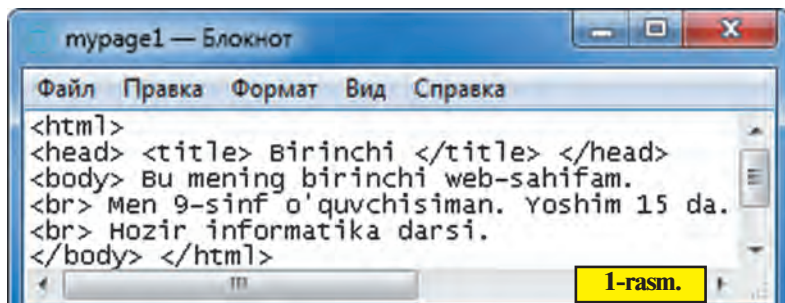 mypage1 — Блокнот
Файл Правка Формат Вид Справка
<html>
<head> <title> Birinchi </title> </head>
<body> Bu mening birinchi web-sahifam.
<br> Men 9-sinf o'quvchisiman. Yoshim 15 da.
<br> Hozir informatika darsi.
</body> </html>
1-rasm.